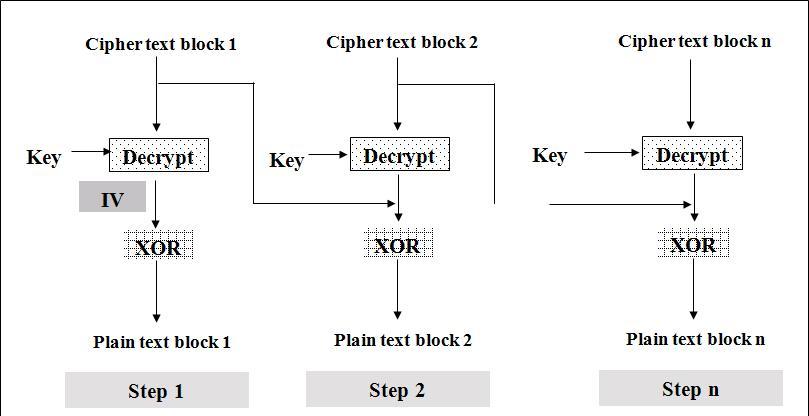 Cipher text block 1
Cipher text block 2
Cipher text block n
Key
Decrypt
Key
Decrypt
Key
Decrypt
IV
XOR
XOR
XOR
Plain text block 1
Plain text block 2
Plain text block n
Step 1
Step 2
Step n